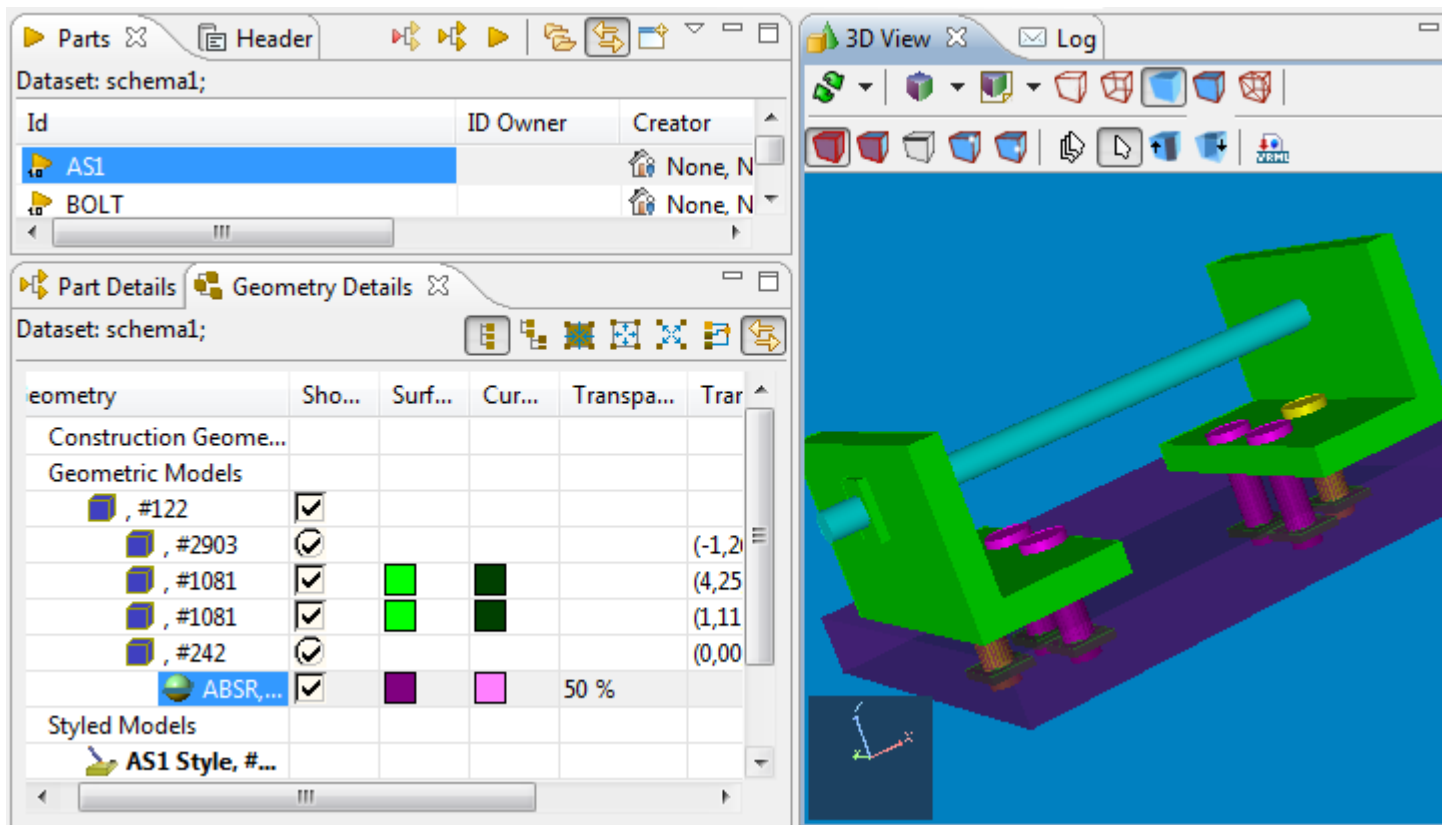 Parts
Header
Dataset: schema1;
Id
ID Owner
Creator
AS1
None, N
BOLT
None, N
Part Details
Geometry Details
Dataset: schema1;
eometry
Sho...
Surf...
Cur...
Transpa...
Trar
Construction Geome...
Geometric Models
, #122
, #2903
(-1,20
, #1081
(4,25
, #1081
(1,11
, #242
(0,00
ABSR,...
50 %
Styled Models
AS1 Style, #...
3D View
Log
VRML